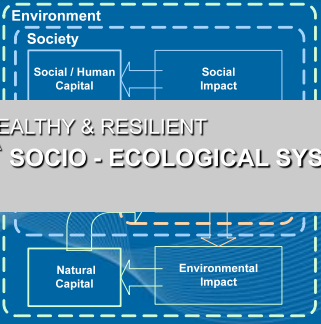 Environment
Society
Social / Human
Capital
Social
Impact
EALTHY & RESILIENT
SOCIO - ECOLOGICAL SYS
Natural
Capital
Environmental
Impact